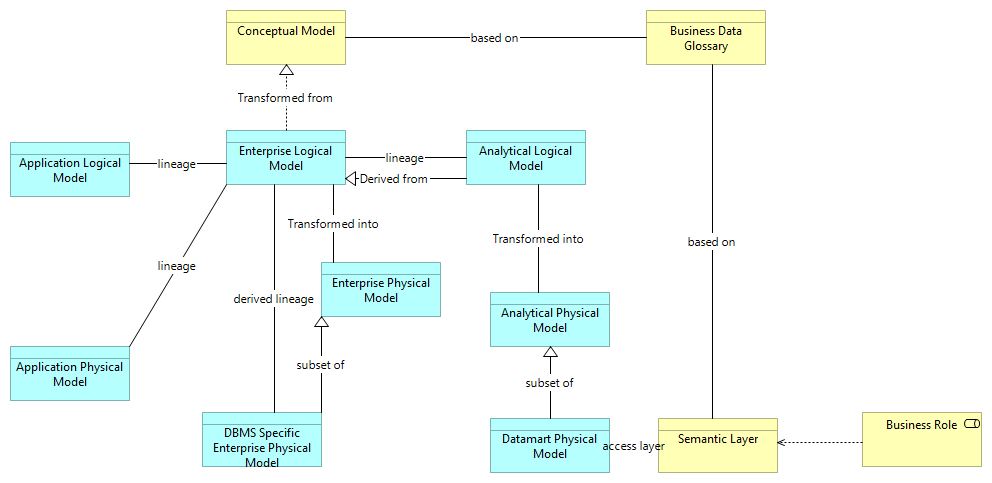 Conceptual Model
based on
Business Data
Glossary
Transformed from
Application Logical
Model
lineage
Enterprise Logical
Model
lineage
Derived from
Analytical Logical
Model
Transformed into
Transformed into
based on
lineage
Enterprise Physical
Model
derived lineage
Analytical Physical
Model
Application Physical
Model
subset of
subset of
DBMS Specific
Enterprise Physical
Model
Datamart Physical
Model
access layer
Semantic Layer
Business Role